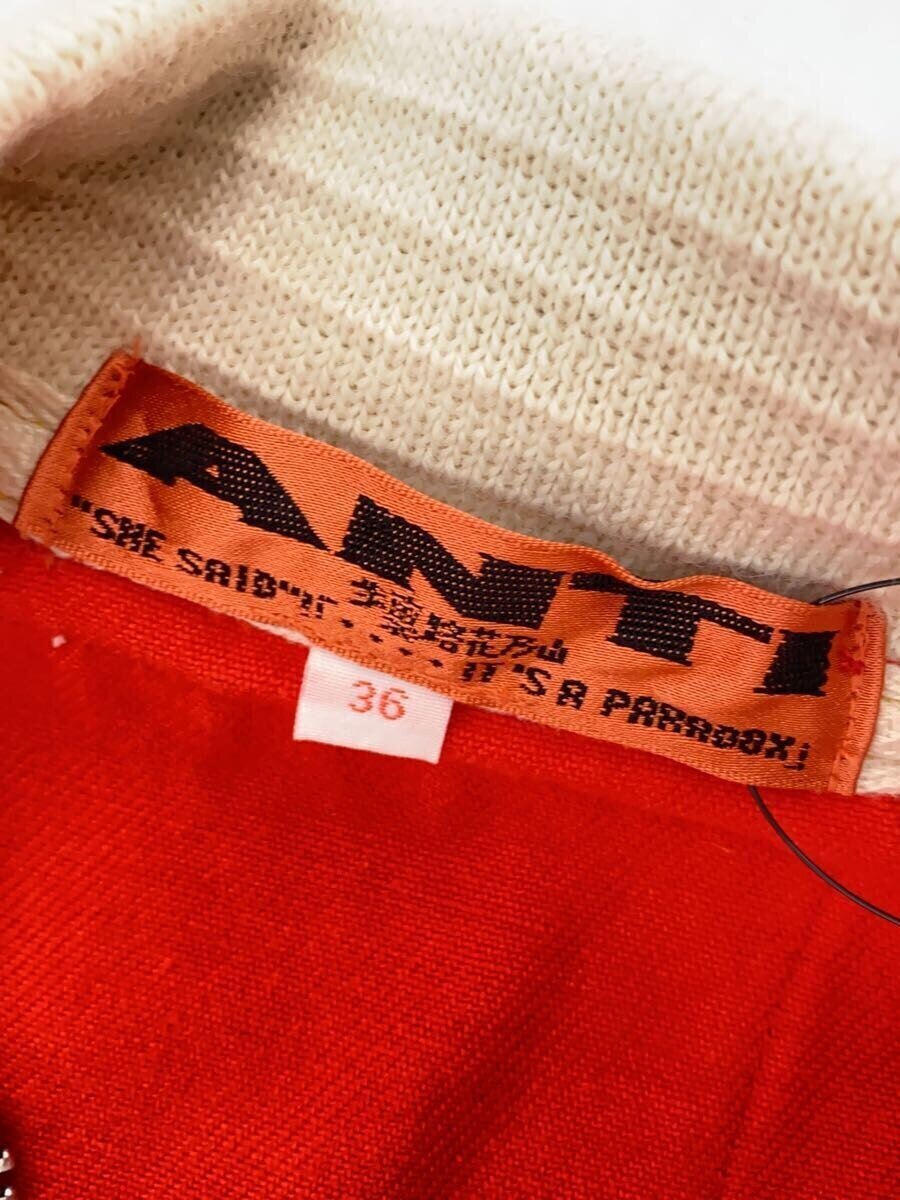 ANTI
"SHE SAID"
.... IT'S A PARADOX
36